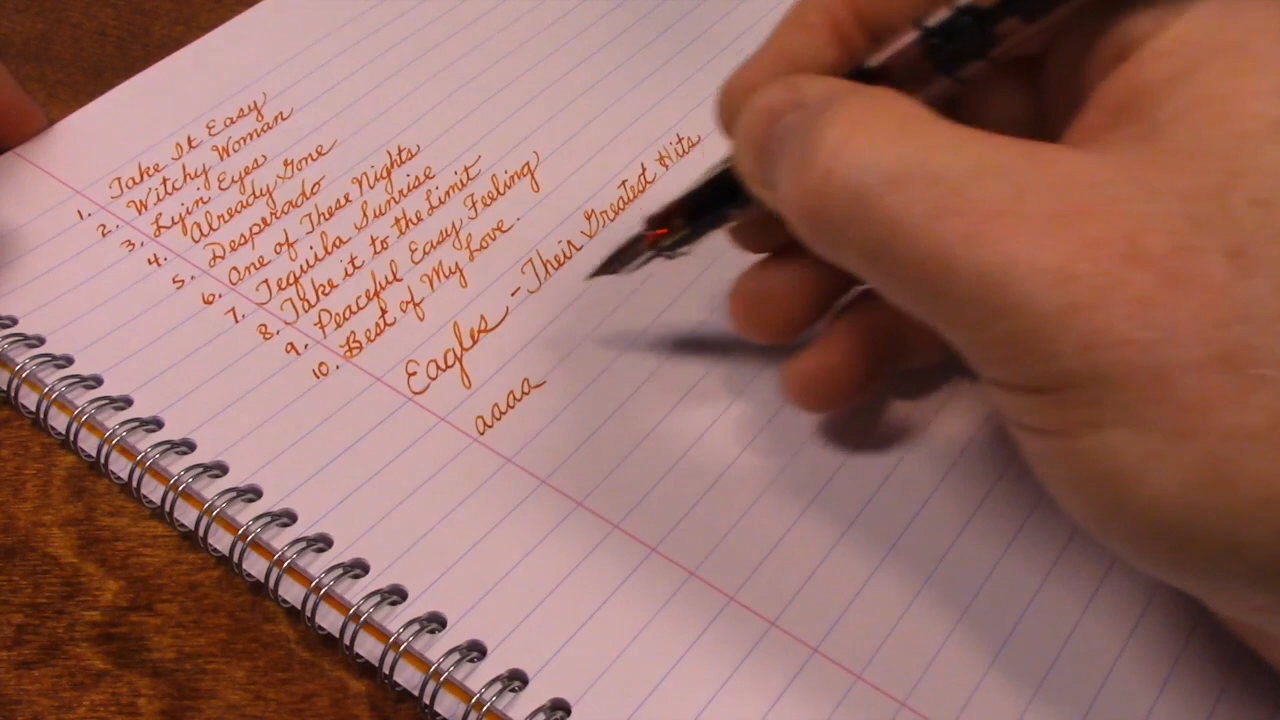 1. Take It Easy
2. Witchy Woman
3. Lyin Eyes
4. Already Gone
5. Desperado
6. One of These Nights
7. Tequila Sunrise
8. Take it to the Limit
9. Peaceful Easy Feeling
10. Best of My Love.
Eagles - Their Greatest Hits
aaaa